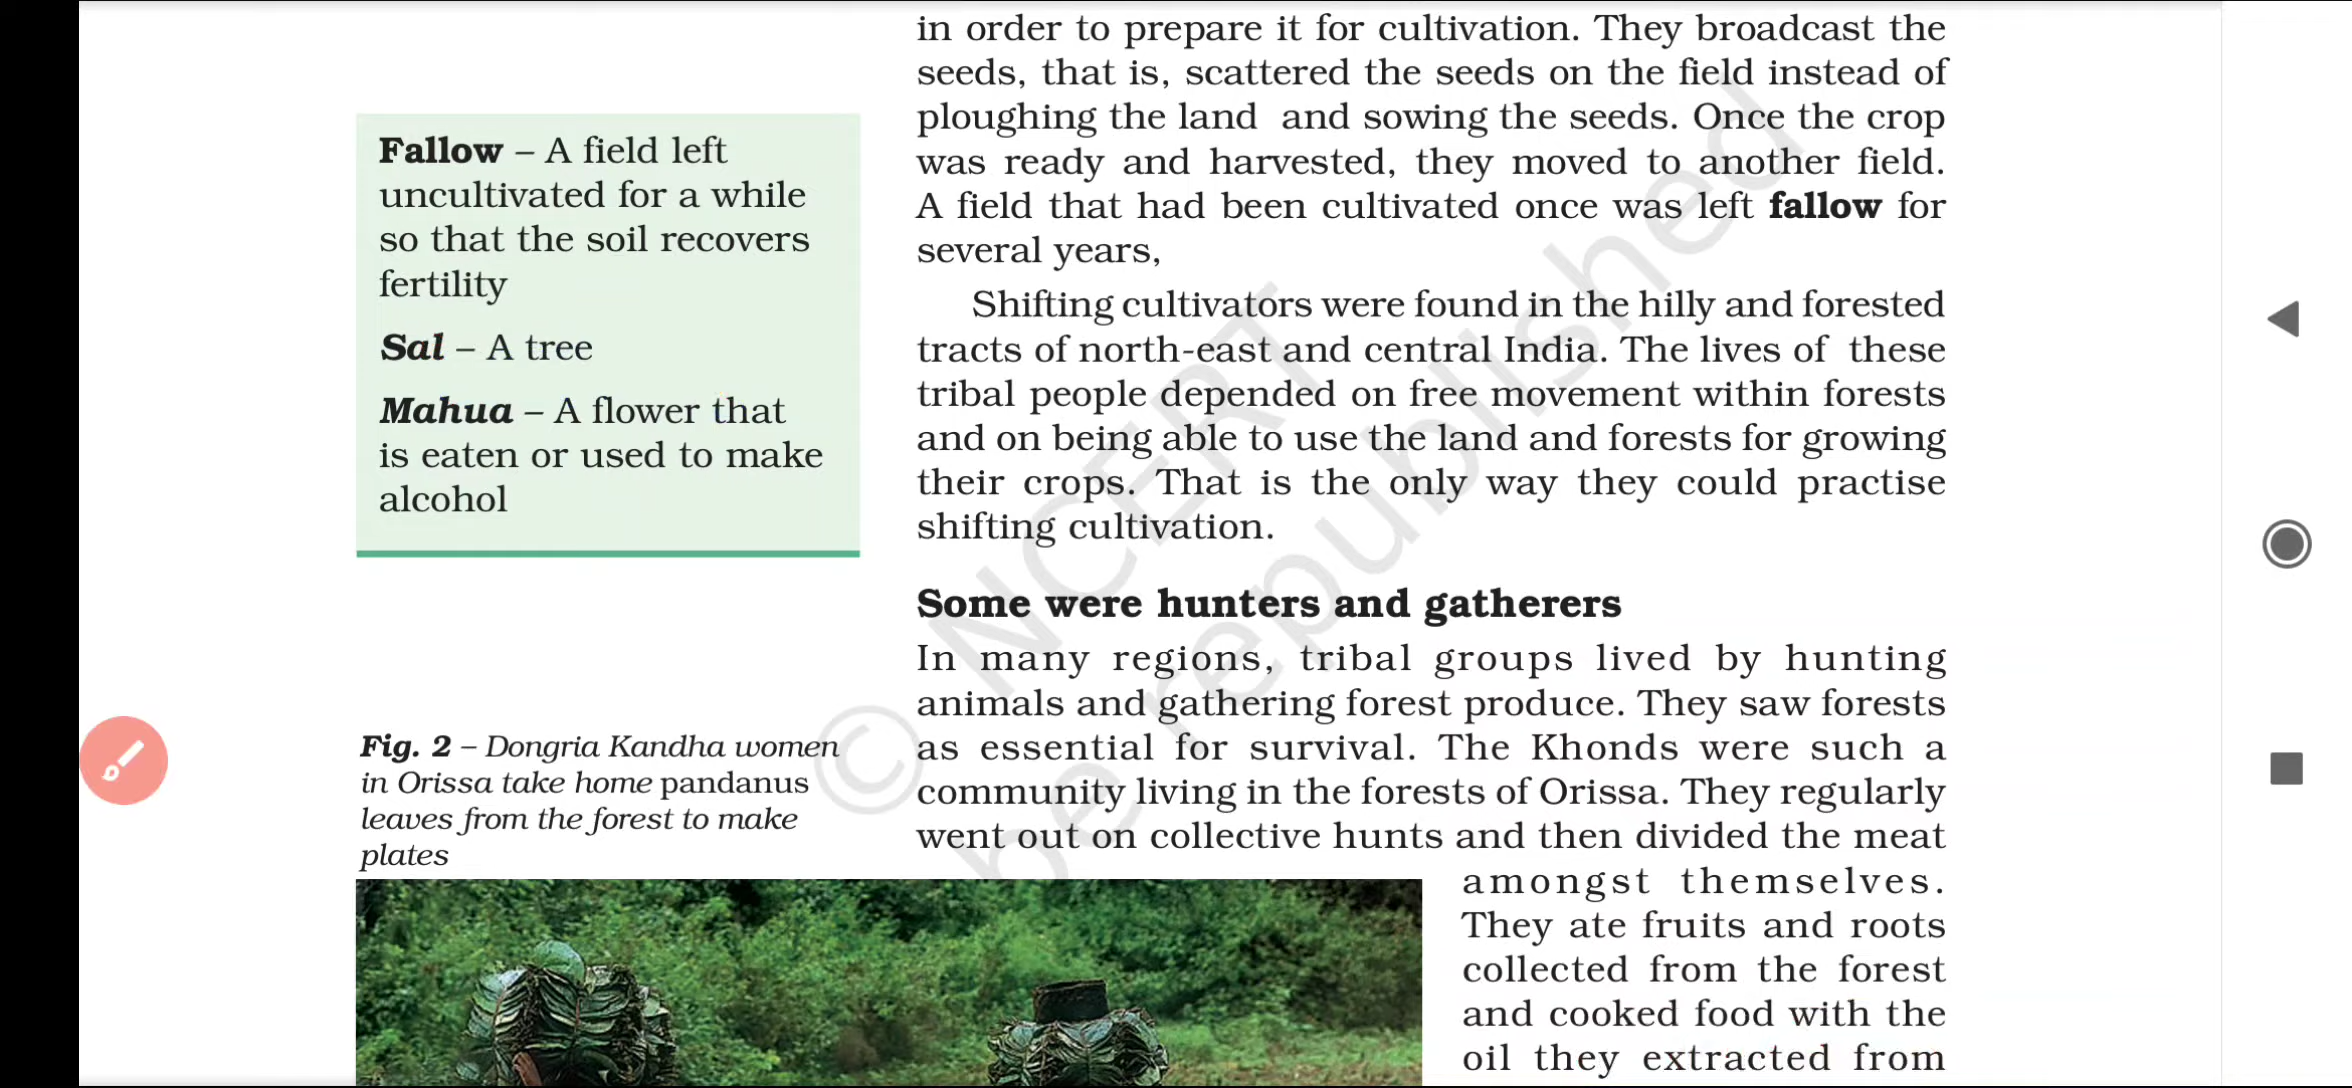 in order to prepare it for cultivation. They broadcast the
seeds, that is, scattered the seeds on the field instead of
ploughing the land and sowing the seeds. Once the crop
was ready and harvested, they moved to another field.
A field that had been cultivated once was left fallow for
several years,
Shifting cultivators were found in the hilly and forested
tracts of north-east and central India. The lives of these
tribal people depended on free movement within forests
and on being able to use the land and forests for growing
their crops. That is the only way they could practise
shifting cultivation.
Some were hunters and gatherers
In many regions, tribal groups lived by hunting
animals and gathering forest produce. They saw forests
as essential for survival. The Khonds were such a
community living in the forests of Orissa. They regularly
went out on collective hunts and then divided the meat
amongst themselves.
They ate fruits and roots
collected from the forest
and cooked food with the
oil they extracted from
Fallow – A field left
uncultivated for a while
so that the soil recovers
fertility
Sal – A tree
Mahua – A flower that
is eaten or used to make
alcohol
Fig. 2 – Dongria Kandha women
in Orissa take home pandanus
leaves from the forest to make
plates
© NCERT
be republished